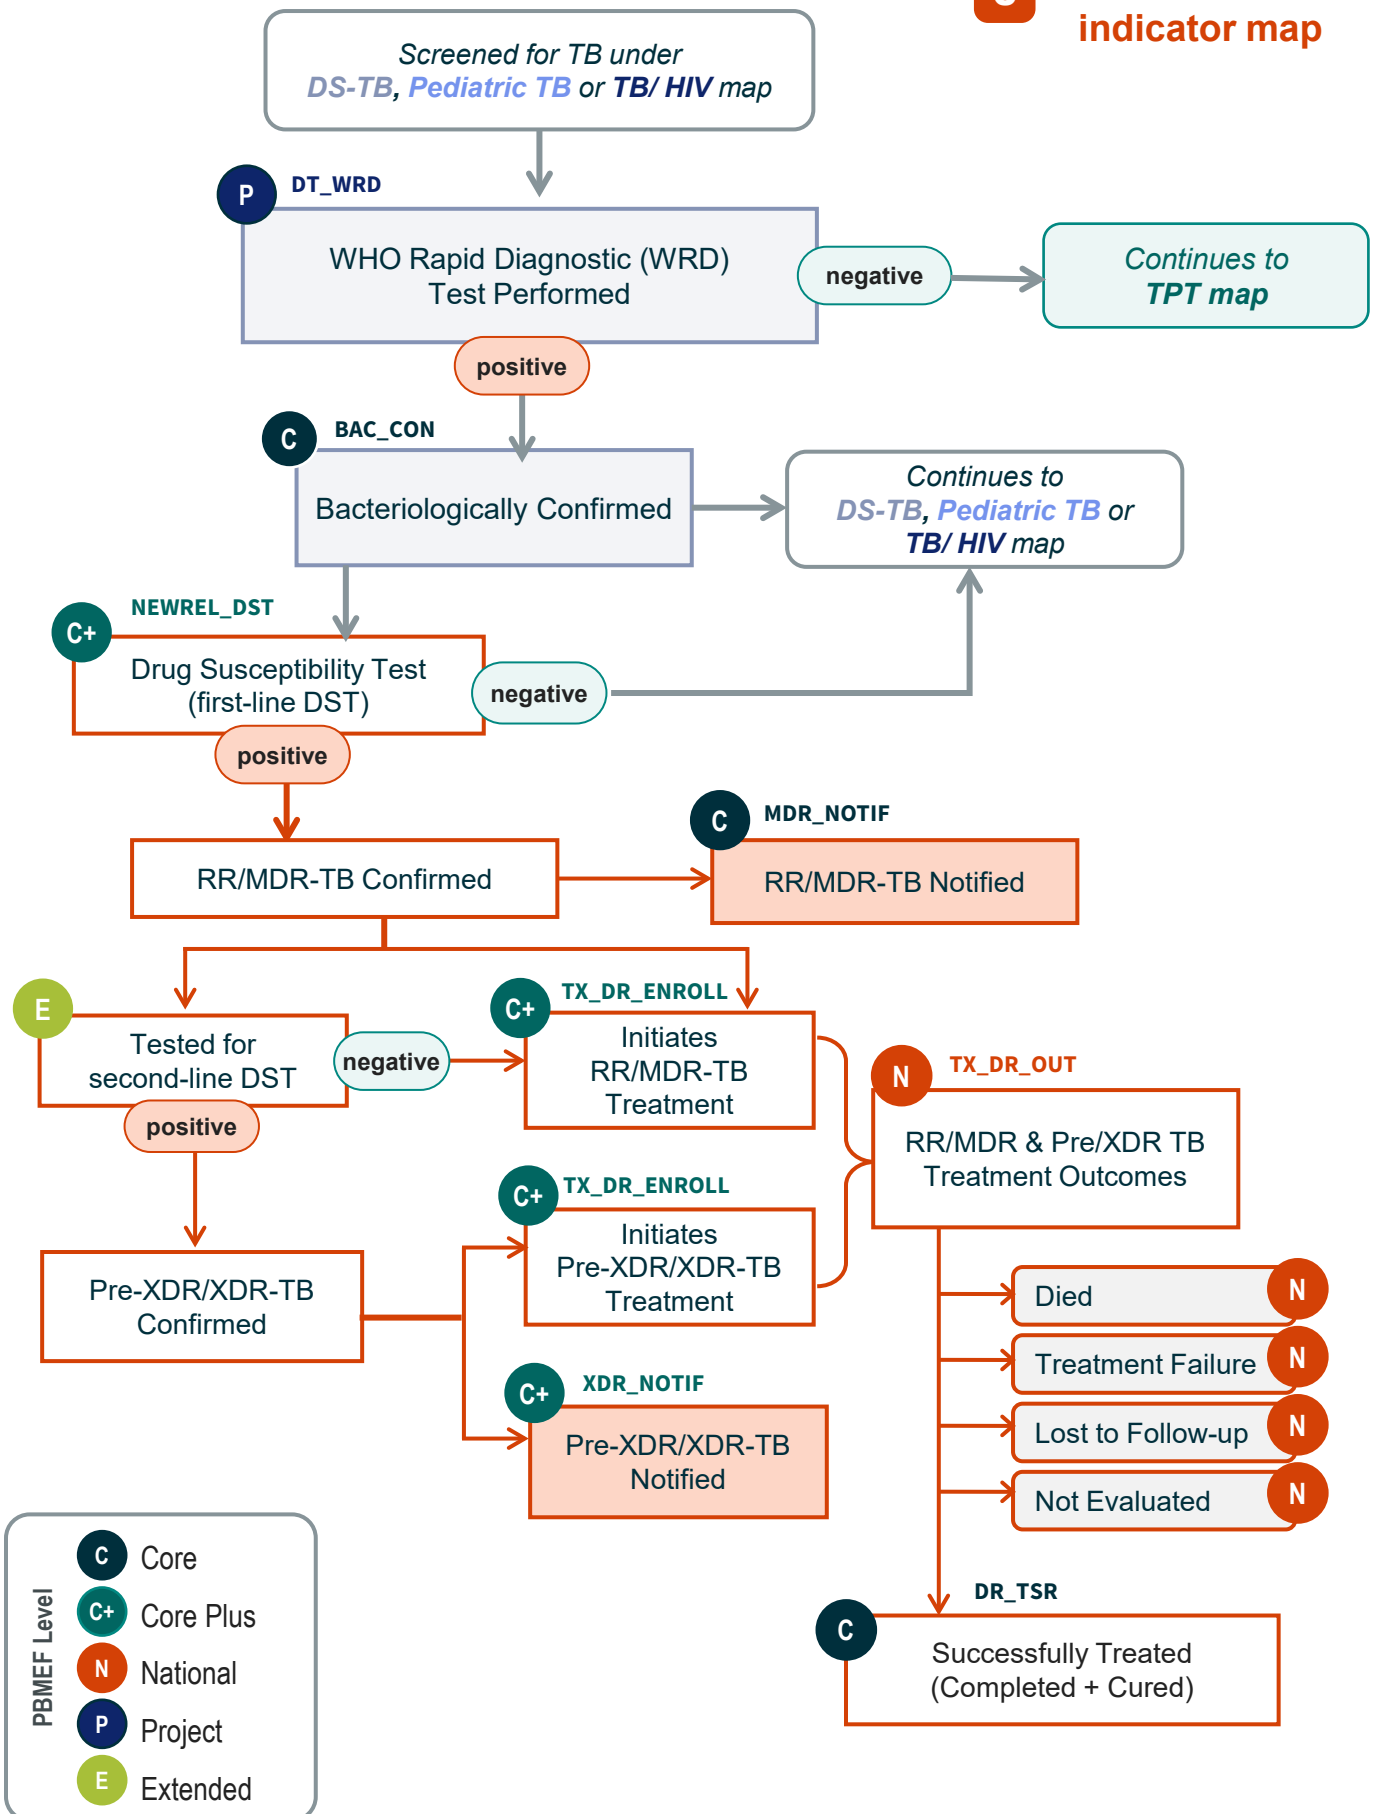 indicator map
Screened for TB under
DS-TB, Pediatric TB or TB/ HIV map
P
DT_WRD
WHO Rapid Diagnostic (WRD)
Test Performed
negative
Continues to
TPT map
positive
C
BAC_CON
Bacteriologically Confirmed
Continues to
DS-TB, Pediatric TB or
TB/ HIV map
C+
NEWREL_DST
Drug Susceptibility Test
(first-line DST)
negative
positive
C
MDR_NOTIF
RR/MDR-TB Confirmed
RR/MDR-TB Notified
E
Tested for
second-line DST
negative
positive
C+
TX_DR_ENROLL
Initiates
RR/MDR-TB
Treatment
N
TX_DR_OUT
RR/MDR & Pre/XDR TB
Treatment Outcomes
C+
TX_DR_ENROLL
Initiates
Pre-XDR/XDR-TB
Treatment
Pre-XDR/XDR-TB
Confirmed
Died
N
Treatment Failure
N
Lost to Follow-up
N
Not Evaluated
N
C+
XDR_NOTIF
Pre-XDR/XDR-TB
Notified
DR_TSR
C
Successfully Treated
(Completed + Cured)
PBMEF Level
C Core
C+ Core Plus
N National
P Project
E Extended